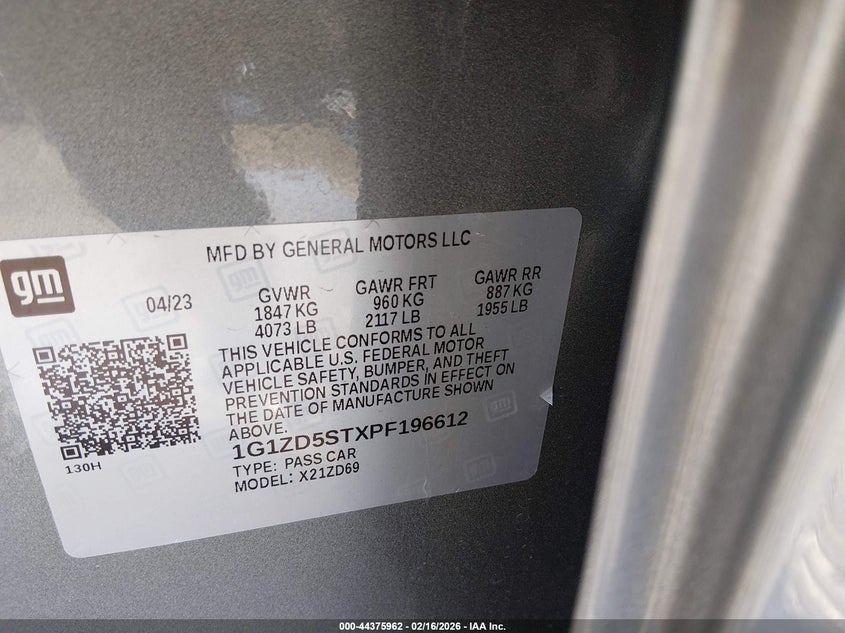 MFD BY GENERAL MOTORS LLC
gm
04/23
GVWR
1847 KG
4073 LB
GAWR FRT
960 KG
2117 LB
GAWR RR
887 KG
1955 LB
THIS VEHICLE CONFORMS TO ALL
APPLICABLE U.S. FEDERAL MOTOR
VEHICLE SAFETY, BUMPER, AND THEFT
PREVENTION STANDARDS IN EFFECT ON
THE DATE OF MANUFACTURE SHOWN
ABOVE.
1G1ZD5STXPF196612
TYPE: PASS CAR
MODEL: X21ZD69
130H
000-44375962 - 02/16/2026 - IAA Inc.